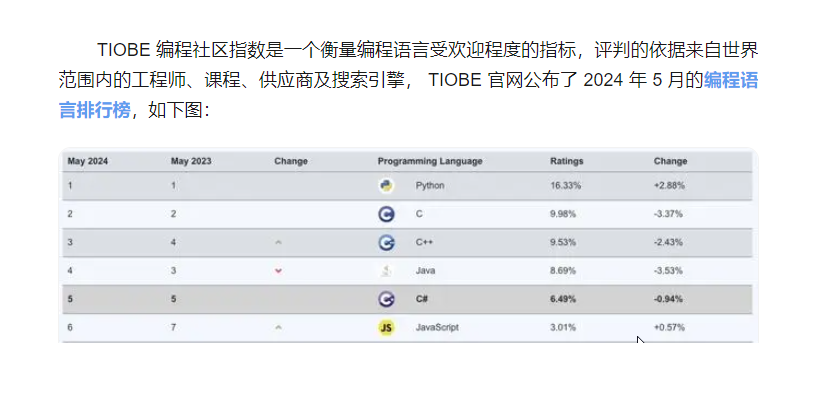 TIOBE 编程社区指数是一个衡量编程语言受欢迎程度的指标，评判的依据来自世界
范围内的工程师、课程、供应商及搜索引擎， TIOBE 官网公布了 2024 年 5 月的编程语
言排行榜，如下图：
May 2024 May 2023 Change Programming Language Ratings Change
1 1 Python 16.33% +2.88%
2 2 C 9.98% -3.37%
3 4 C++ 9.53% -2.43%
4 3 Java 8.69% -3.53%
5 5 C# 6.49% -0.94%
6 7 JS JavaScript 3.01% +0.57%